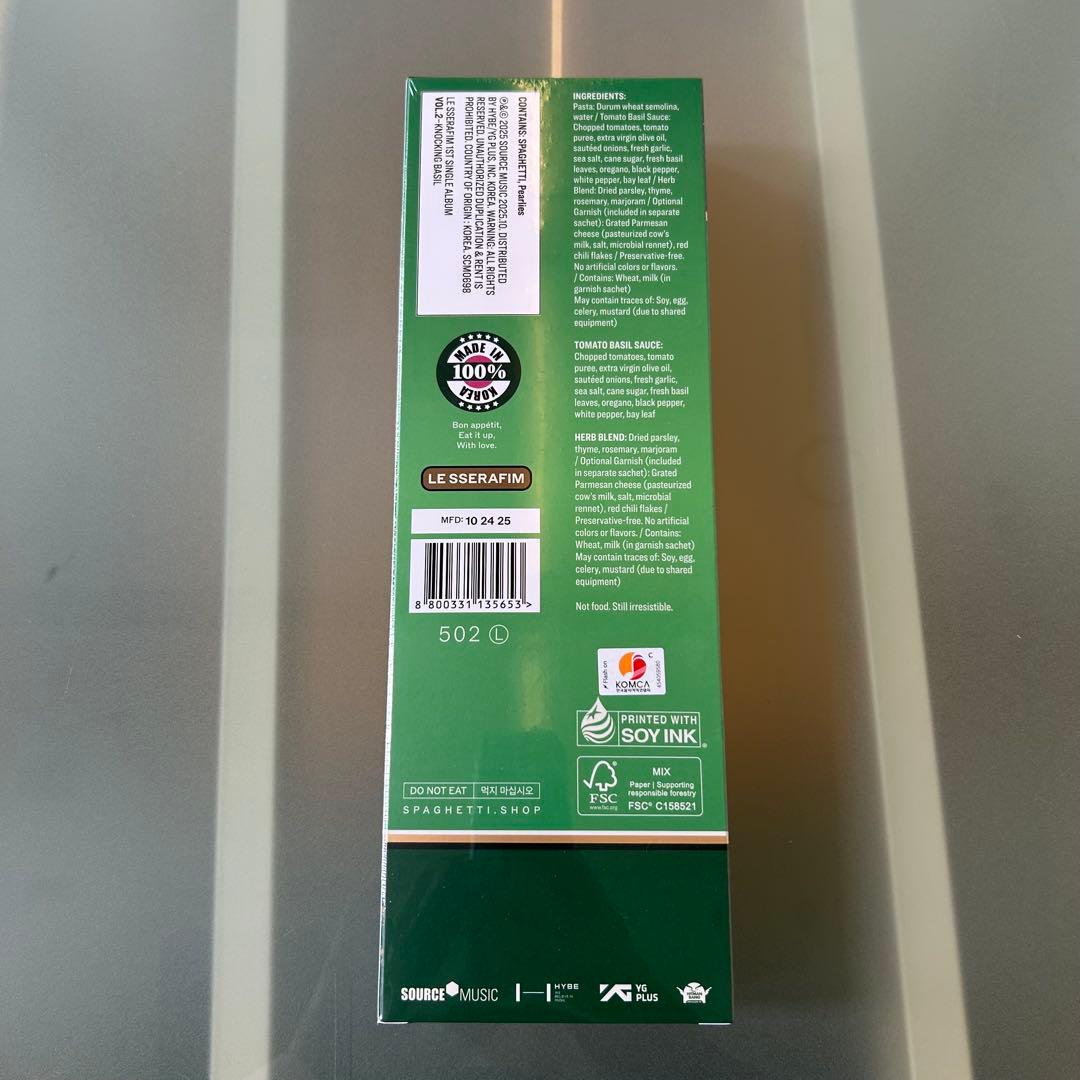 CONTAINS: SPAGHETTI, Pearlies
℗&© 2025 SOURCE MUSIC 2025.10. DISTRIBUTED
BY HYBE/YG PLUS, INC. KOREA. WARNING: ALL RIGHTS
RESERVED. UNAUTHORIZED DUPLICATION & RENT IS
PROHIBITED. COUNTRY OF ORIGIN : KOREA. SCM0698
LE SSERAFIM 1ST SINGLE ALBUM
VOL.2—KNOCKING BASIL
MADE IN
100%
KOREA
Bon appétit,
Eat it up,
With love.
LE SSERAFIM
MFD: 10 24 25
8 800331 135653 >
502 Ⓛ
DO NOT EAT 먹지 마십시오
SPAGHETTI.SHOP
INGREDIENTS:
Pasta: Durum wheat semolina,
water / Tomato Basil Sauce:
Chopped tomatoes, tomato
puree, extra virgin olive oil,
sautéed onions, fresh garlic,
sea salt, cane sugar, fresh basil
leaves, oregano, black pepper,
white pepper, bay leaf / Herb
Blend: Dried parsley, thyme,
rosemary, marjoram / Optional
Garnish (included in separate
sachet): Grated Parmesan
cheese (pasteurized cow's
milk, salt, microbial rennet), red
chili flakes / Preservative-free.
No artificial colors or flavors.
/ Contains: Wheat, milk (in
garnish sachet)
May contain traces of: Soy, egg,
celery, mustard (due to shared
equipment)
TOMATO BASIL SAUCE:
Chopped tomatoes, tomato
puree, extra virgin olive oil,
sautéed onions, fresh garlic,
sea salt, cane sugar, fresh basil
leaves, oregano, black pepper,
white pepper, bay leaf
HERB BLEND: Dried parsley,
thyme, rosemary, marjoram
/ Optional Garnish (included
in separate sachet): Grated
Parmesan cheese (pasteurized
cow's milk, salt, microbial
rennet), red chili flakes /
Preservative-free. No artificial
colors or flavors. / Contains:
Wheat, milk (in garnish sachet)
May contain traces of: Soy, egg,
celery, mustard (due to shared
equipment)
Not food. Still irresistible.
Flash on
C
KOMCA
PRINTED WITH
SOY INK
FSC
www.fsc.org
MIX
Paper | Supporting
responsible forestry
FSC® C158521
SOURCE MUSIC
HYBE
WE
BELIEVE IN
MUSIC
YG
PLUS